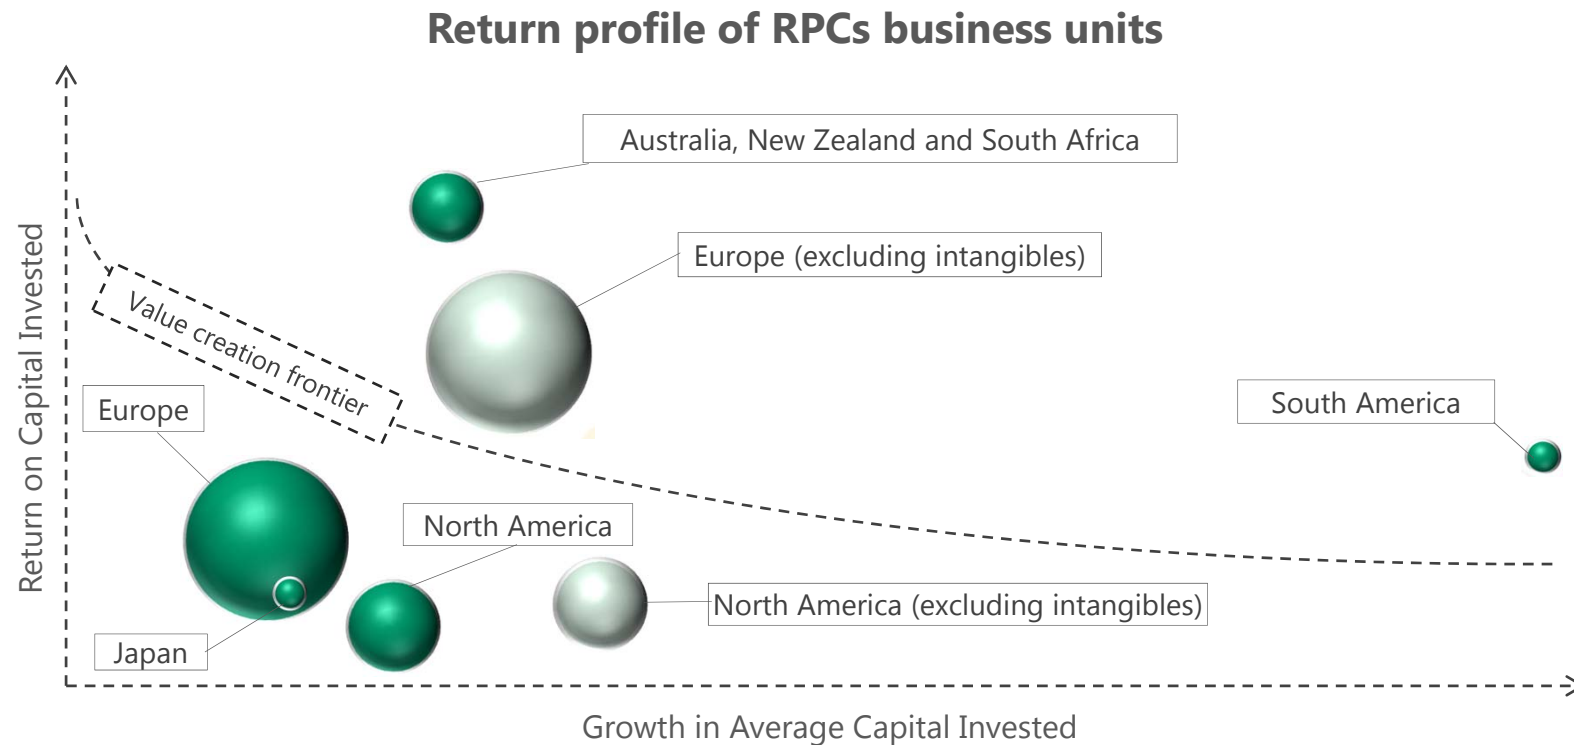 Return profile of RPCs business units
Return on Capital Invested
Australia, New Zealand and South Africa
Europe (excluding intangibles)
Value creation frontier
Europe
South America
North America
North America (excluding intangibles)
Japan
Growth in Average Capital Invested